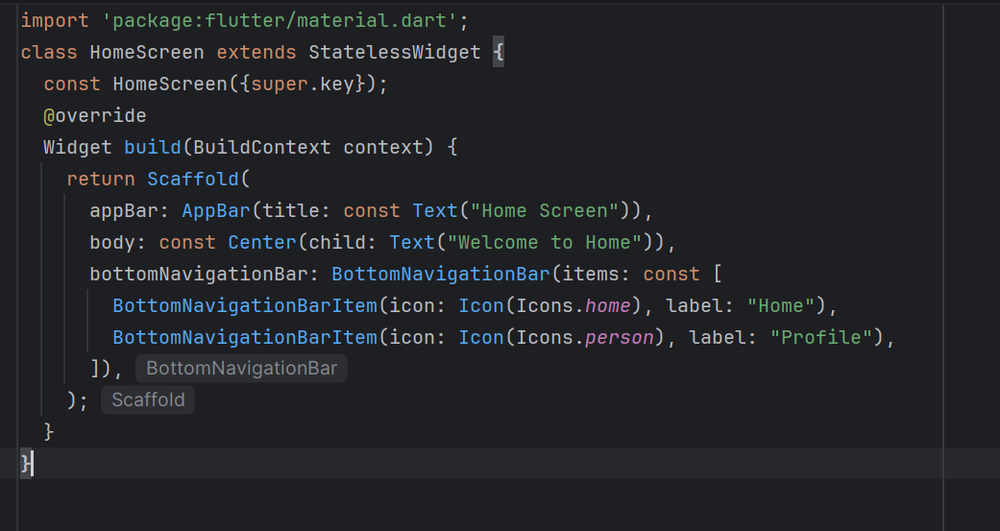 import 'package:flutter/material.dart';
class HomeScreen extends StatelessWidget {
  const HomeScreen({super.key});
  @override
  Widget build(BuildContext context) {
    return Scaffold(
      appBar: AppBar(title: const Text("Home Screen")),
      body: const Center(child: Text("Welcome to Home")),
      bottomNavigationBar: BottomNavigationBar(items: const [
        BottomNavigationBarItem(icon: Icon(Icons.home), label: "Home"),
        BottomNavigationBarItem(icon: Icon(Icons.person), label: "Profile"),
      ]), BottomNavigationBar
    ); Scaffold
  }
}